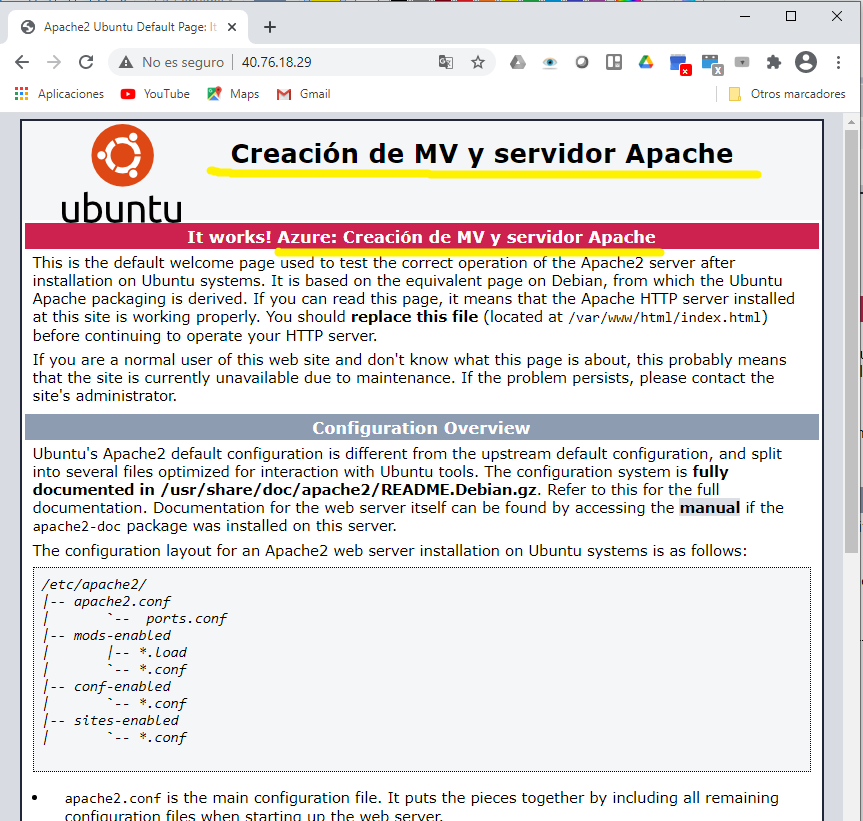 Apache2 Ubuntu Default Page: It
No es seguro
40.76.18.29
Aplicaciones
YouTube
Maps
Gmail
Otros marcadores
ubuntu
Creación de MV y servidor Apache
It works! Azure: Creación de MV y servidor Apache
This is the default welcome page used to test the correct operation of the Apache2 server after
installation on Ubuntu systems. It is based on the equivalent page on Debian, from which the Ubuntu
Apache packaging is derived. If you can read this page, it means that the Apache HTTP server installed
at this site is working properly. You should replace this file (located at /var/www/html/index.html)
before continuing to operate your HTTP server.
If you are a normal user of this web site and don't know what this page is about, this probably means
that the site is currently unavailable due to maintenance. If the problem persists, please contact the
site's administrator.
Configuration Overview
Ubuntu's Apache2 default configuration is different from the upstream default configuration, and split
into several files optimized for interaction with Ubuntu tools. The configuration system is fully
documented in /usr/share/doc/apache2/README.Debian.gz. Refer to this for the full
documentation. Documentation for the web server itself can be found by accessing the manual if the
apache2-doc package was installed on this server.
The configuration layout for an Apache2 web server installation on Ubuntu systems is as follows:
/etc/apache2/
|-- apache2.conf
|       `--  ports.conf
|-- mods-enabled
|       |-- *.load
|       `-- *.conf
|-- conf-enabled
|       `-- *.conf
|-- sites-enabled
|       `-- *.conf
• apache2.conf is the main configuration file. It puts the pieces together by including all remaining
configuration files when starting up the web server.